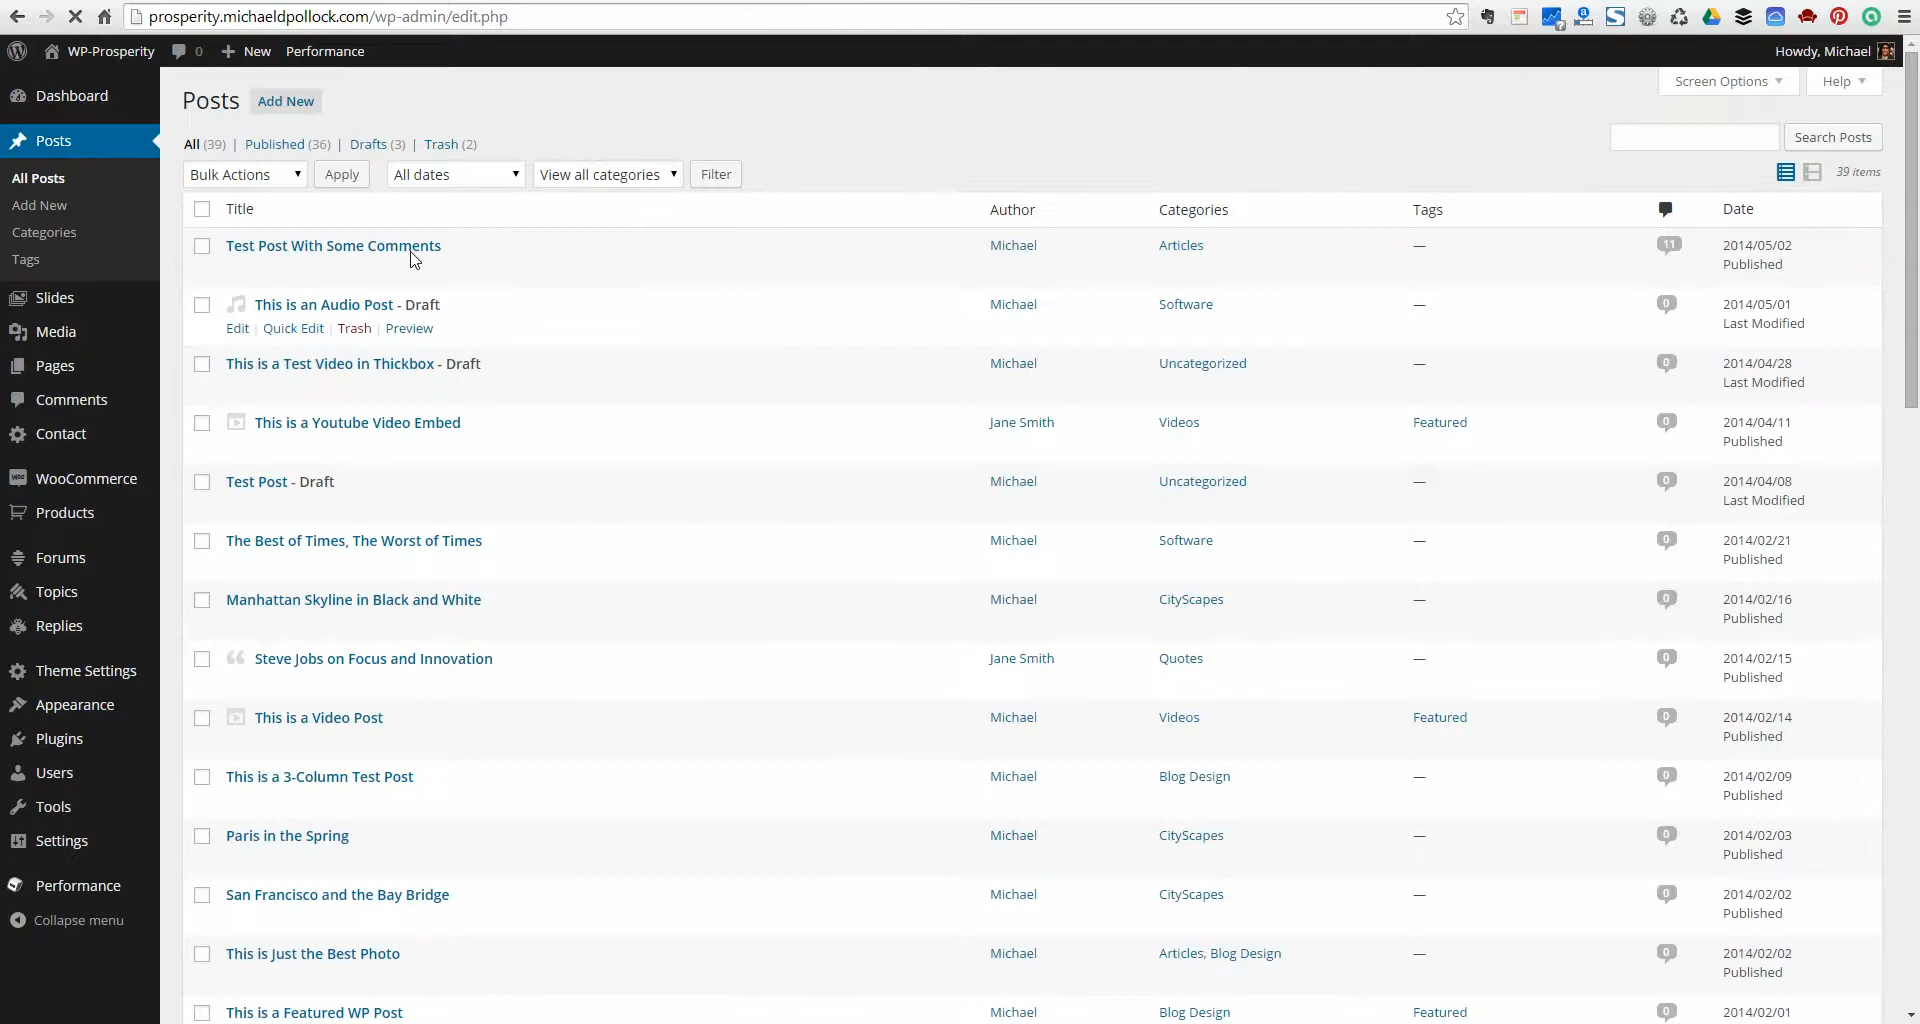 prosperity.michaeldpollock.com/wp-admin/edit.php
WP-Prosperity 0 + New Performance Howdy, Michael
Screen Options Help
Dashboard
Posts
All Posts
Add New
Categories
Tags
Slides
Media
Pages
Comments
Contact
WooCommerce
Products
Forums
Topics
Replies
Theme Settings
Appearance
Plugins
Users
Tools
Settings
Performance
Collapse menu
Posts Add New
All (39) | Published (36) | Drafts (3) | Trash (2) Search Posts
Bulk Actions Apply All dates View all categories Filter 39 items
Title Author Categories Tags Date
Test Post With Some Comments Michael Articles — 11 2014/05/02
Published
This is an Audio Post - Draft Michael Software — 0 2014/05/01
Edit | Quick Edit | Trash | Preview Last Modified
This is a Test Video in Thickbox - Draft Michael Uncategorized — 0 2014/04/28
Last Modified
This is a Youtube Video Embed Jane Smith Videos Featured 0 2014/04/11
Published
Test Post - Draft Michael Uncategorized — 0 2014/04/08
Last Modified
The Best of Times, The Worst of Times Michael Software — 0 2014/02/21
Published
Manhattan Skyline in Black and White Michael CityScapes — 0 2014/02/16
Published
Steve Jobs on Focus and Innovation Jane Smith Quotes — 0 2014/02/15
Published
This is a Video Post Michael Videos Featured 0 2014/02/14
Published
This is a 3-Column Test Post Michael Blog Design — 0 2014/02/09
Published
Paris in the Spring Michael CityScapes — 0 2014/02/03
Published
San Francisco and the Bay Bridge Michael CityScapes — 0 2014/02/02
Published
This is Just the Best Photo Michael Articles, Blog Design — 0 2014/02/02
Published
This is a Featured WP Post Michael Blog Design Featured 0 2014/02/01